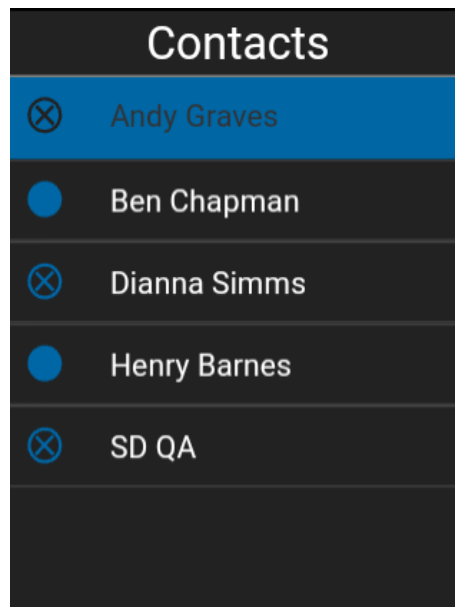 Contacts
Andy Graves
Ben Chapman
Dianna Simms
Henry Barnes
SD QA